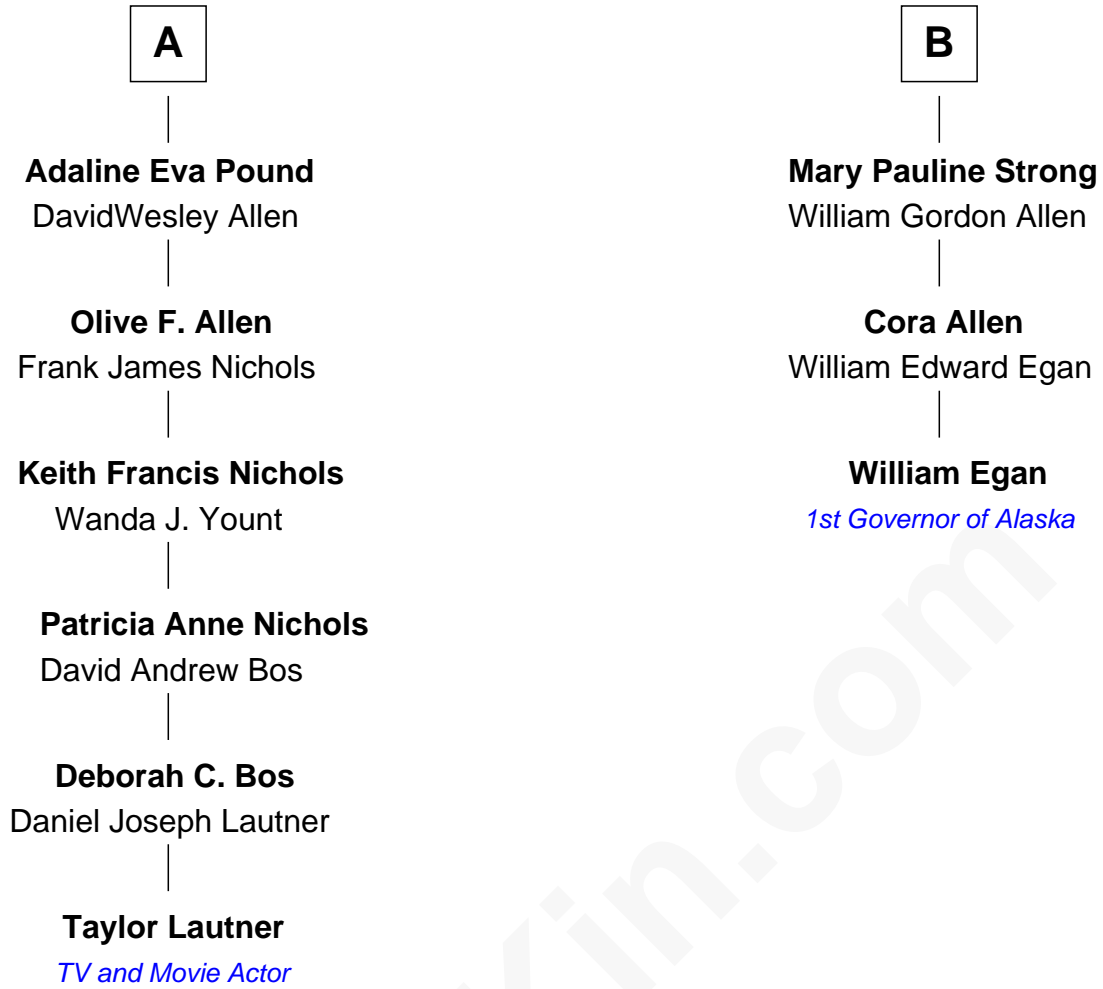 A
Adaline Eva Pound
DavidWesley Allen
Olive F. Allen
Frank James Nichols
Keith Francis Nichols
Wanda J. Yount
Patricia Anne Nichols
David Andrew Bos
Deborah C. Bos
Daniel Joseph Lautner
Taylor Lautner
TV and Movie Actor
B
Mary Pauline Strong
William Gordon Allen
Cora Allen
William Edward Egan
William Egan
1st Governor of Alaska